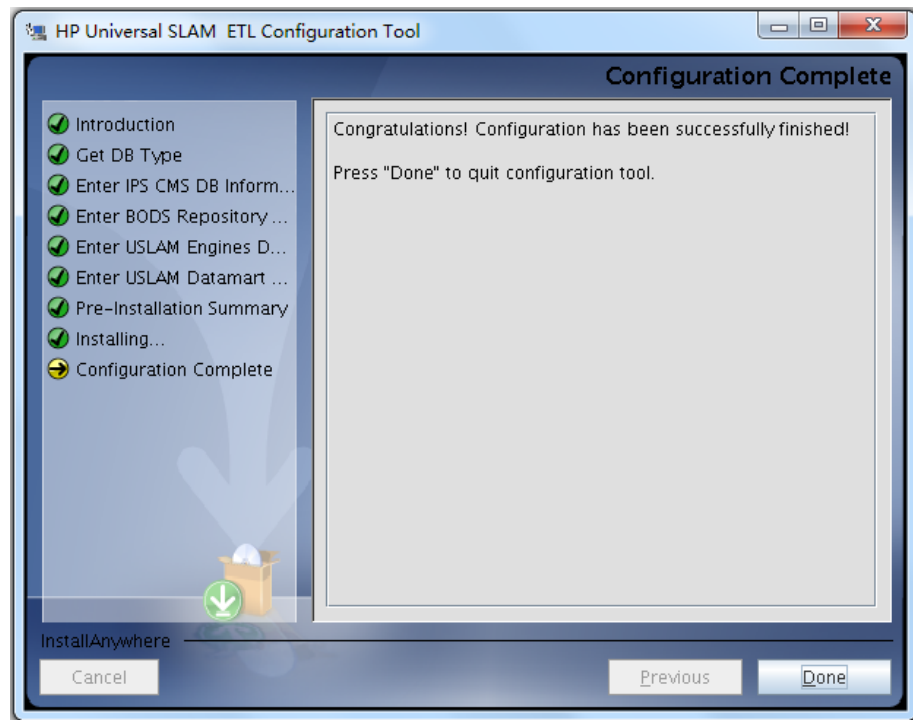 HP Universal SLAM ETL Configuration Tool
Configuration Complete
Introduction
Get DB Type
Enter IPS CMS DB Inform...
Enter BODS Repository ...
Enter USLAM Engines D...
Enter USLAM Datamart ...
Pre-Installation Summary
Installing...
Configuration Complete
Congratulations! Configuration has been successfully finished!
Press "Done" to quit configuration tool.
InstallAnywhere
Cancel
Previous
Done